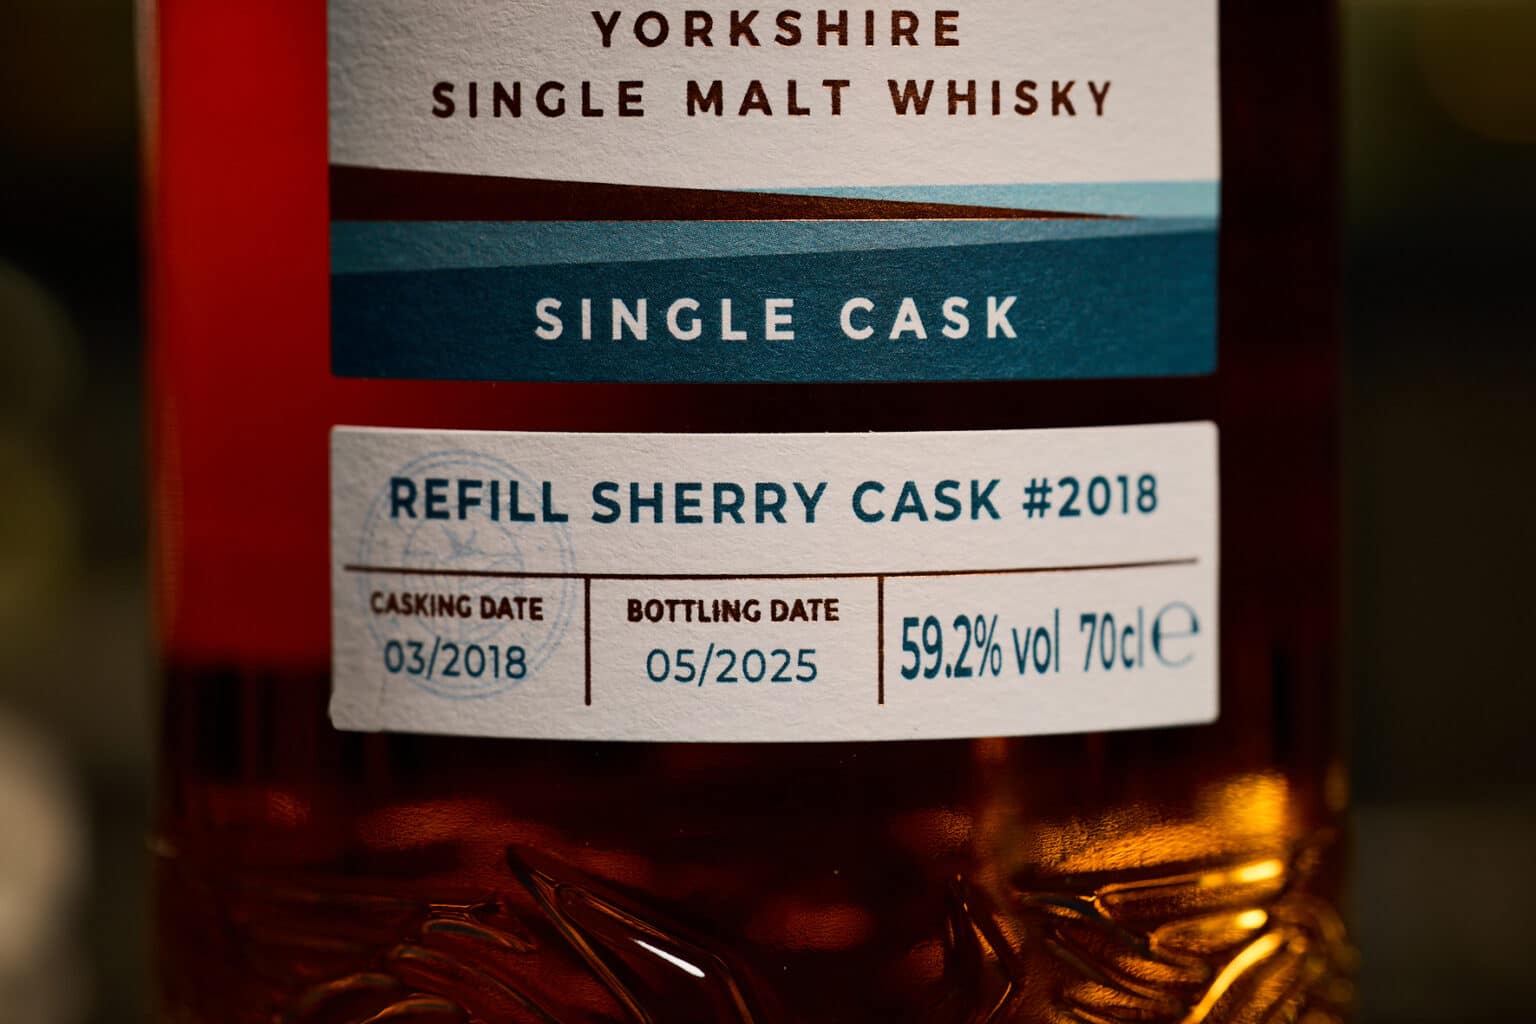 YORKSHIRE
SINGLE MALT WHISKY
SINGLE CASK
REFILL SHERRY CASK #2018
CASKING DATE
03/2018
BOTTLING DATE
05/2025
59.2% vol 70cl ℮